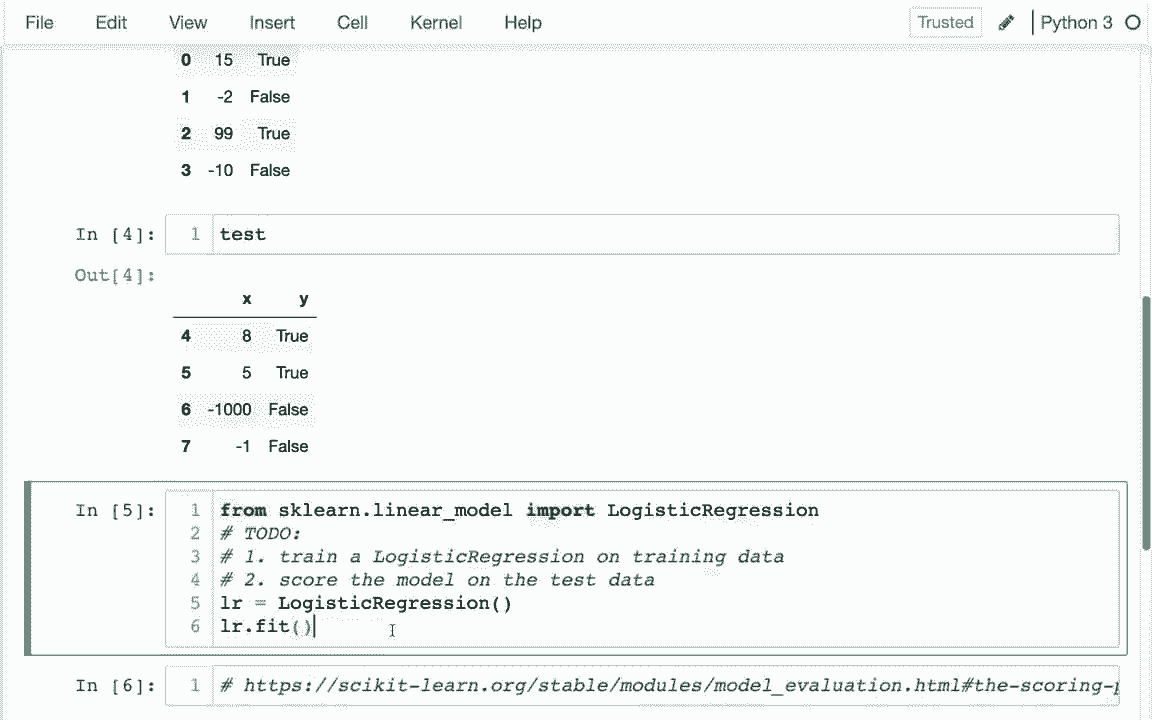 File Edit View Insert Cell Kernel Help Trusted Python 3
0 15 True
1 -2 False
2 99 True
3 -10 False
In [4]: 1 test
Out[4]:
x y
4 8 True
5 5 True
6 -1000 False
7 -1 False
In [5]: 1 from sklearn.linear_model import LogisticRegression
2 # TODO:
3 # 1. train a LogisticRegression on training data
4 # 2. score the model on the test data
5 lr = LogisticRegression()
6 lr.fit()
In [6]: 1 # https://scikit-learn.org/stable/modules/model_evaluation.html#the-scoring-